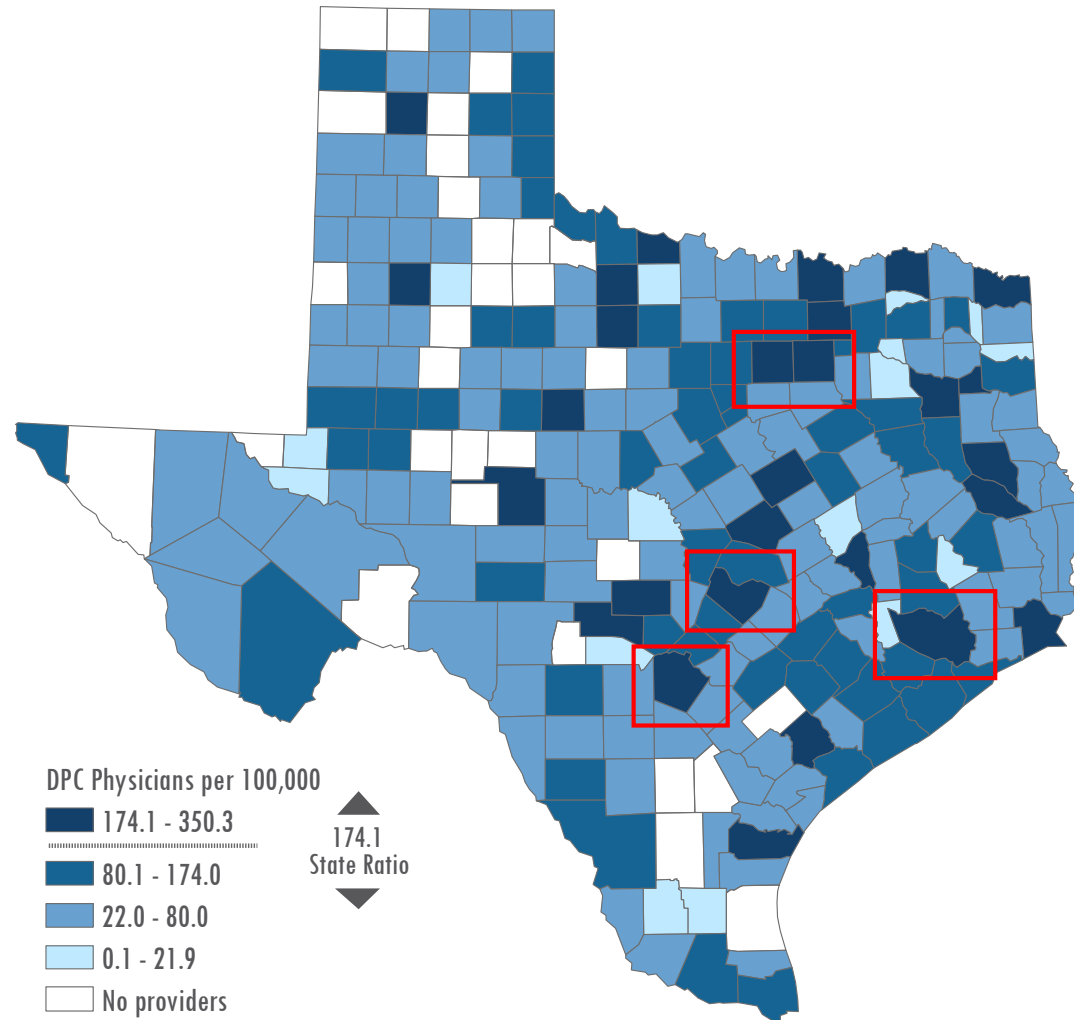 DPC Physicians per 100,000
174.1 - 350.3
80.1 - 174.0
22.0 - 80.0
0.1 - 21.9
No providers
174.1
State Ratio